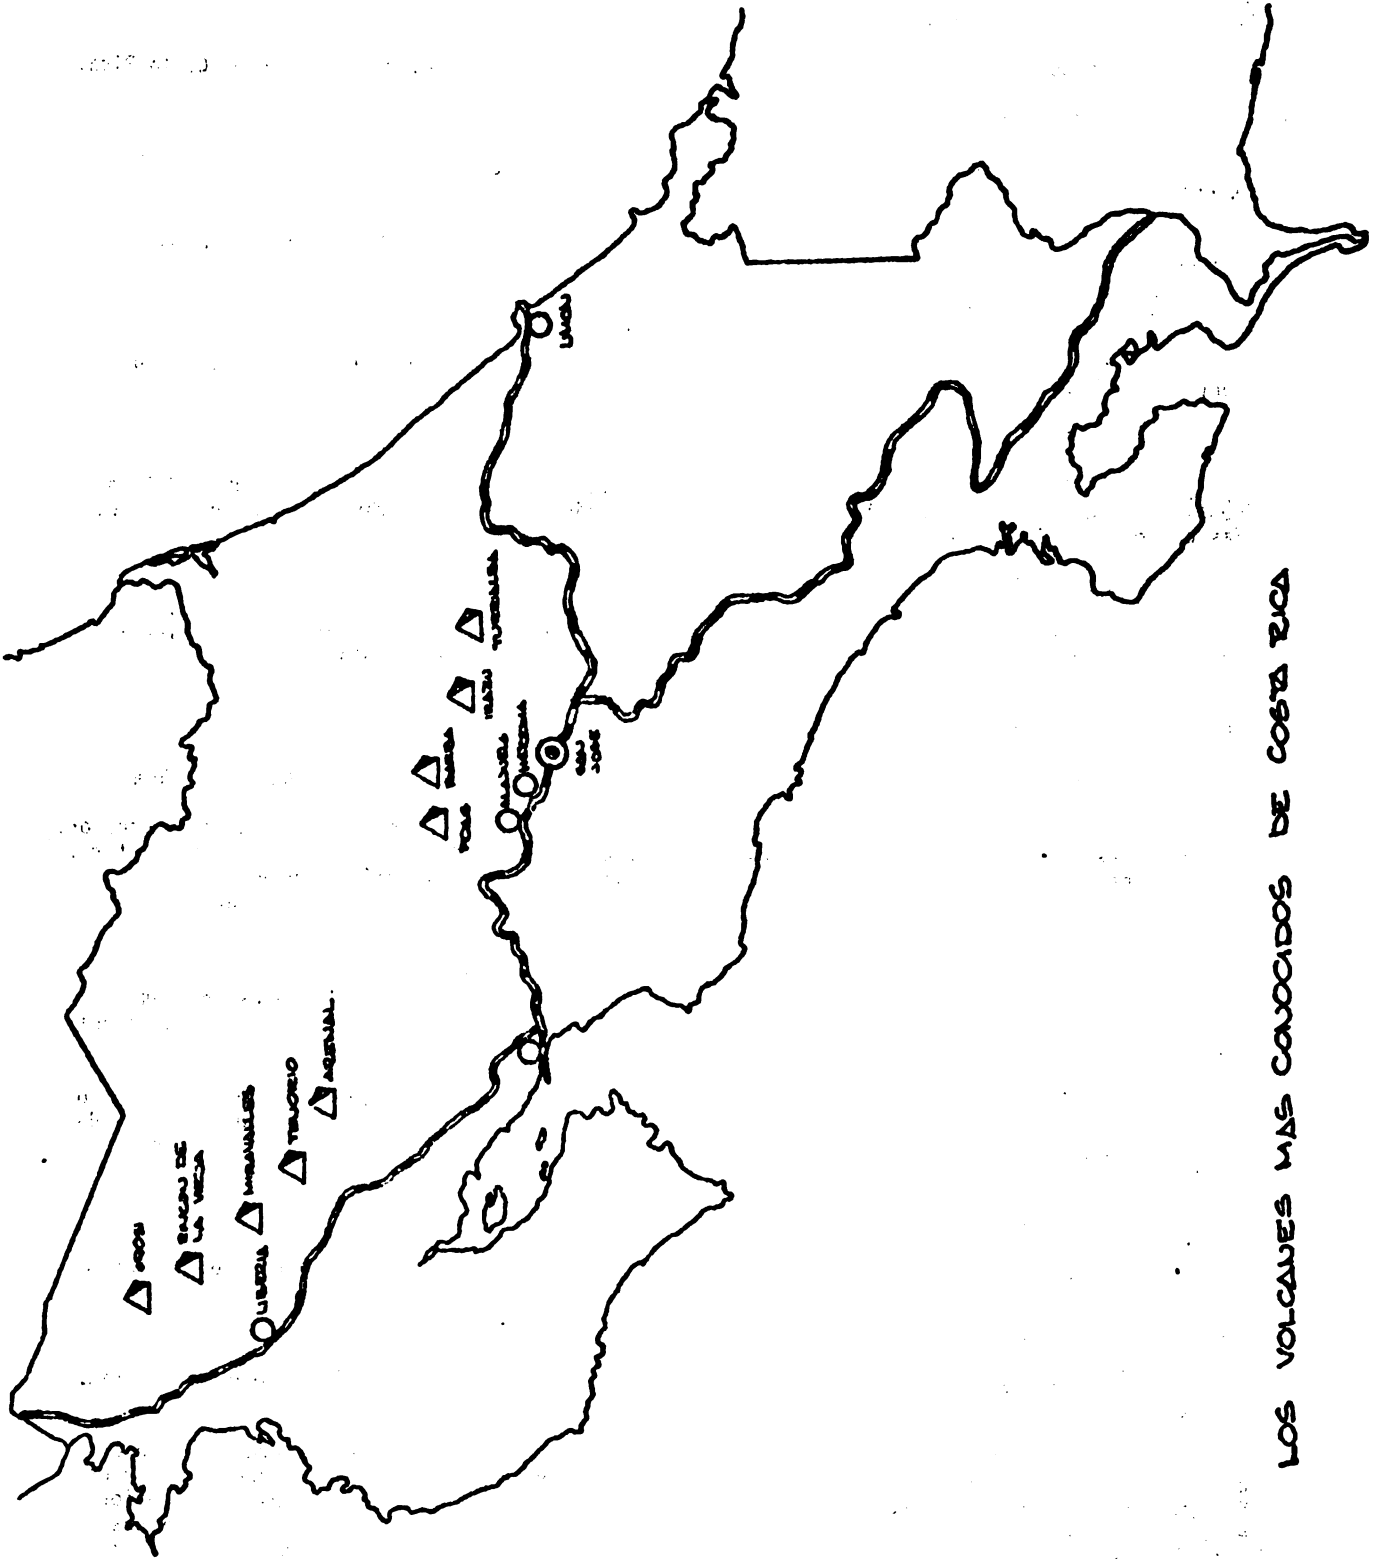 OROSI
RINCON DE
LA VIEJA
MIRAVALLES
TENORIO
ARENAL.
LIBERIA
POAS
BARBA
IRAZU
TURRIALBA
ALAJUELA
HEREDIA
SAN
JOSE
LIMON
LOS VOLCANES MAS CONOCIDOS DE COSTA RICA